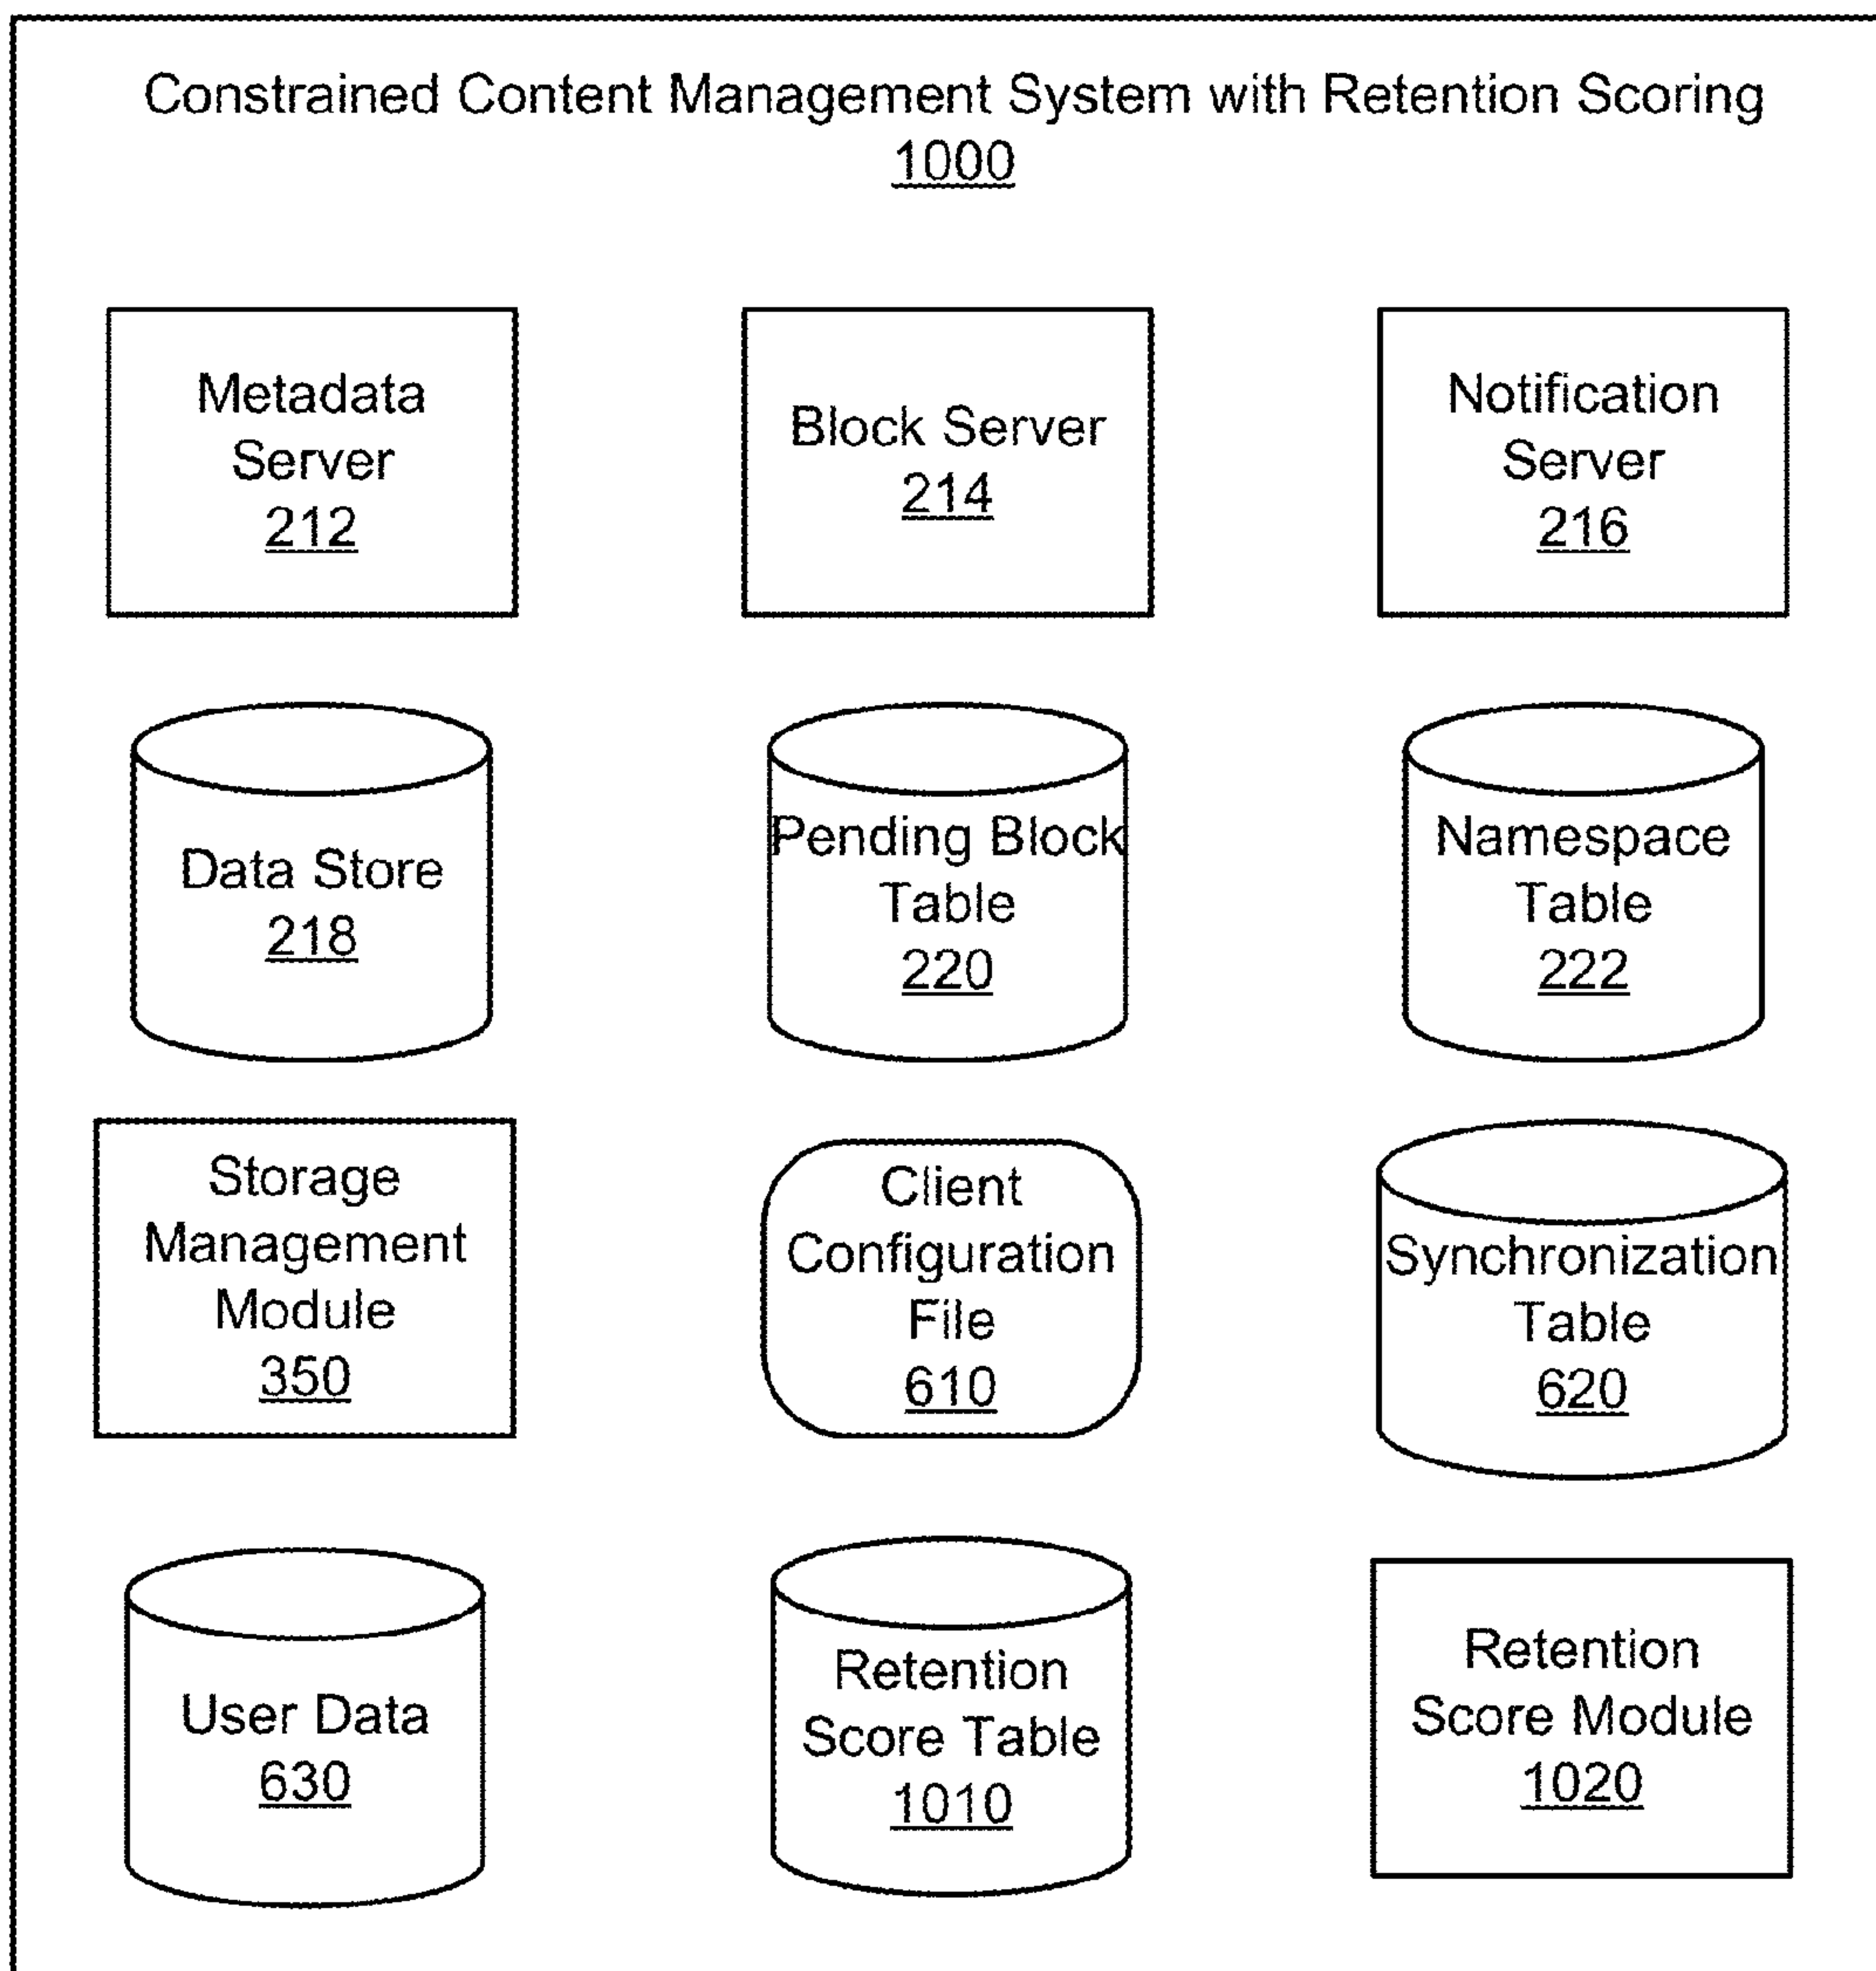 Constrained Content Management System with Retention Scoring
1000
Metadata
Server
212
Block Server
214
Notification
Server
216
Data Store
218
Pending Block
Table
220
Namespace
Table
222
Storage
Management
Module
350
Client
Configuration
File
610
Synchronization
Table
620
User Data
630
Retention
Score Table
1010
Retention
Score Module
1020